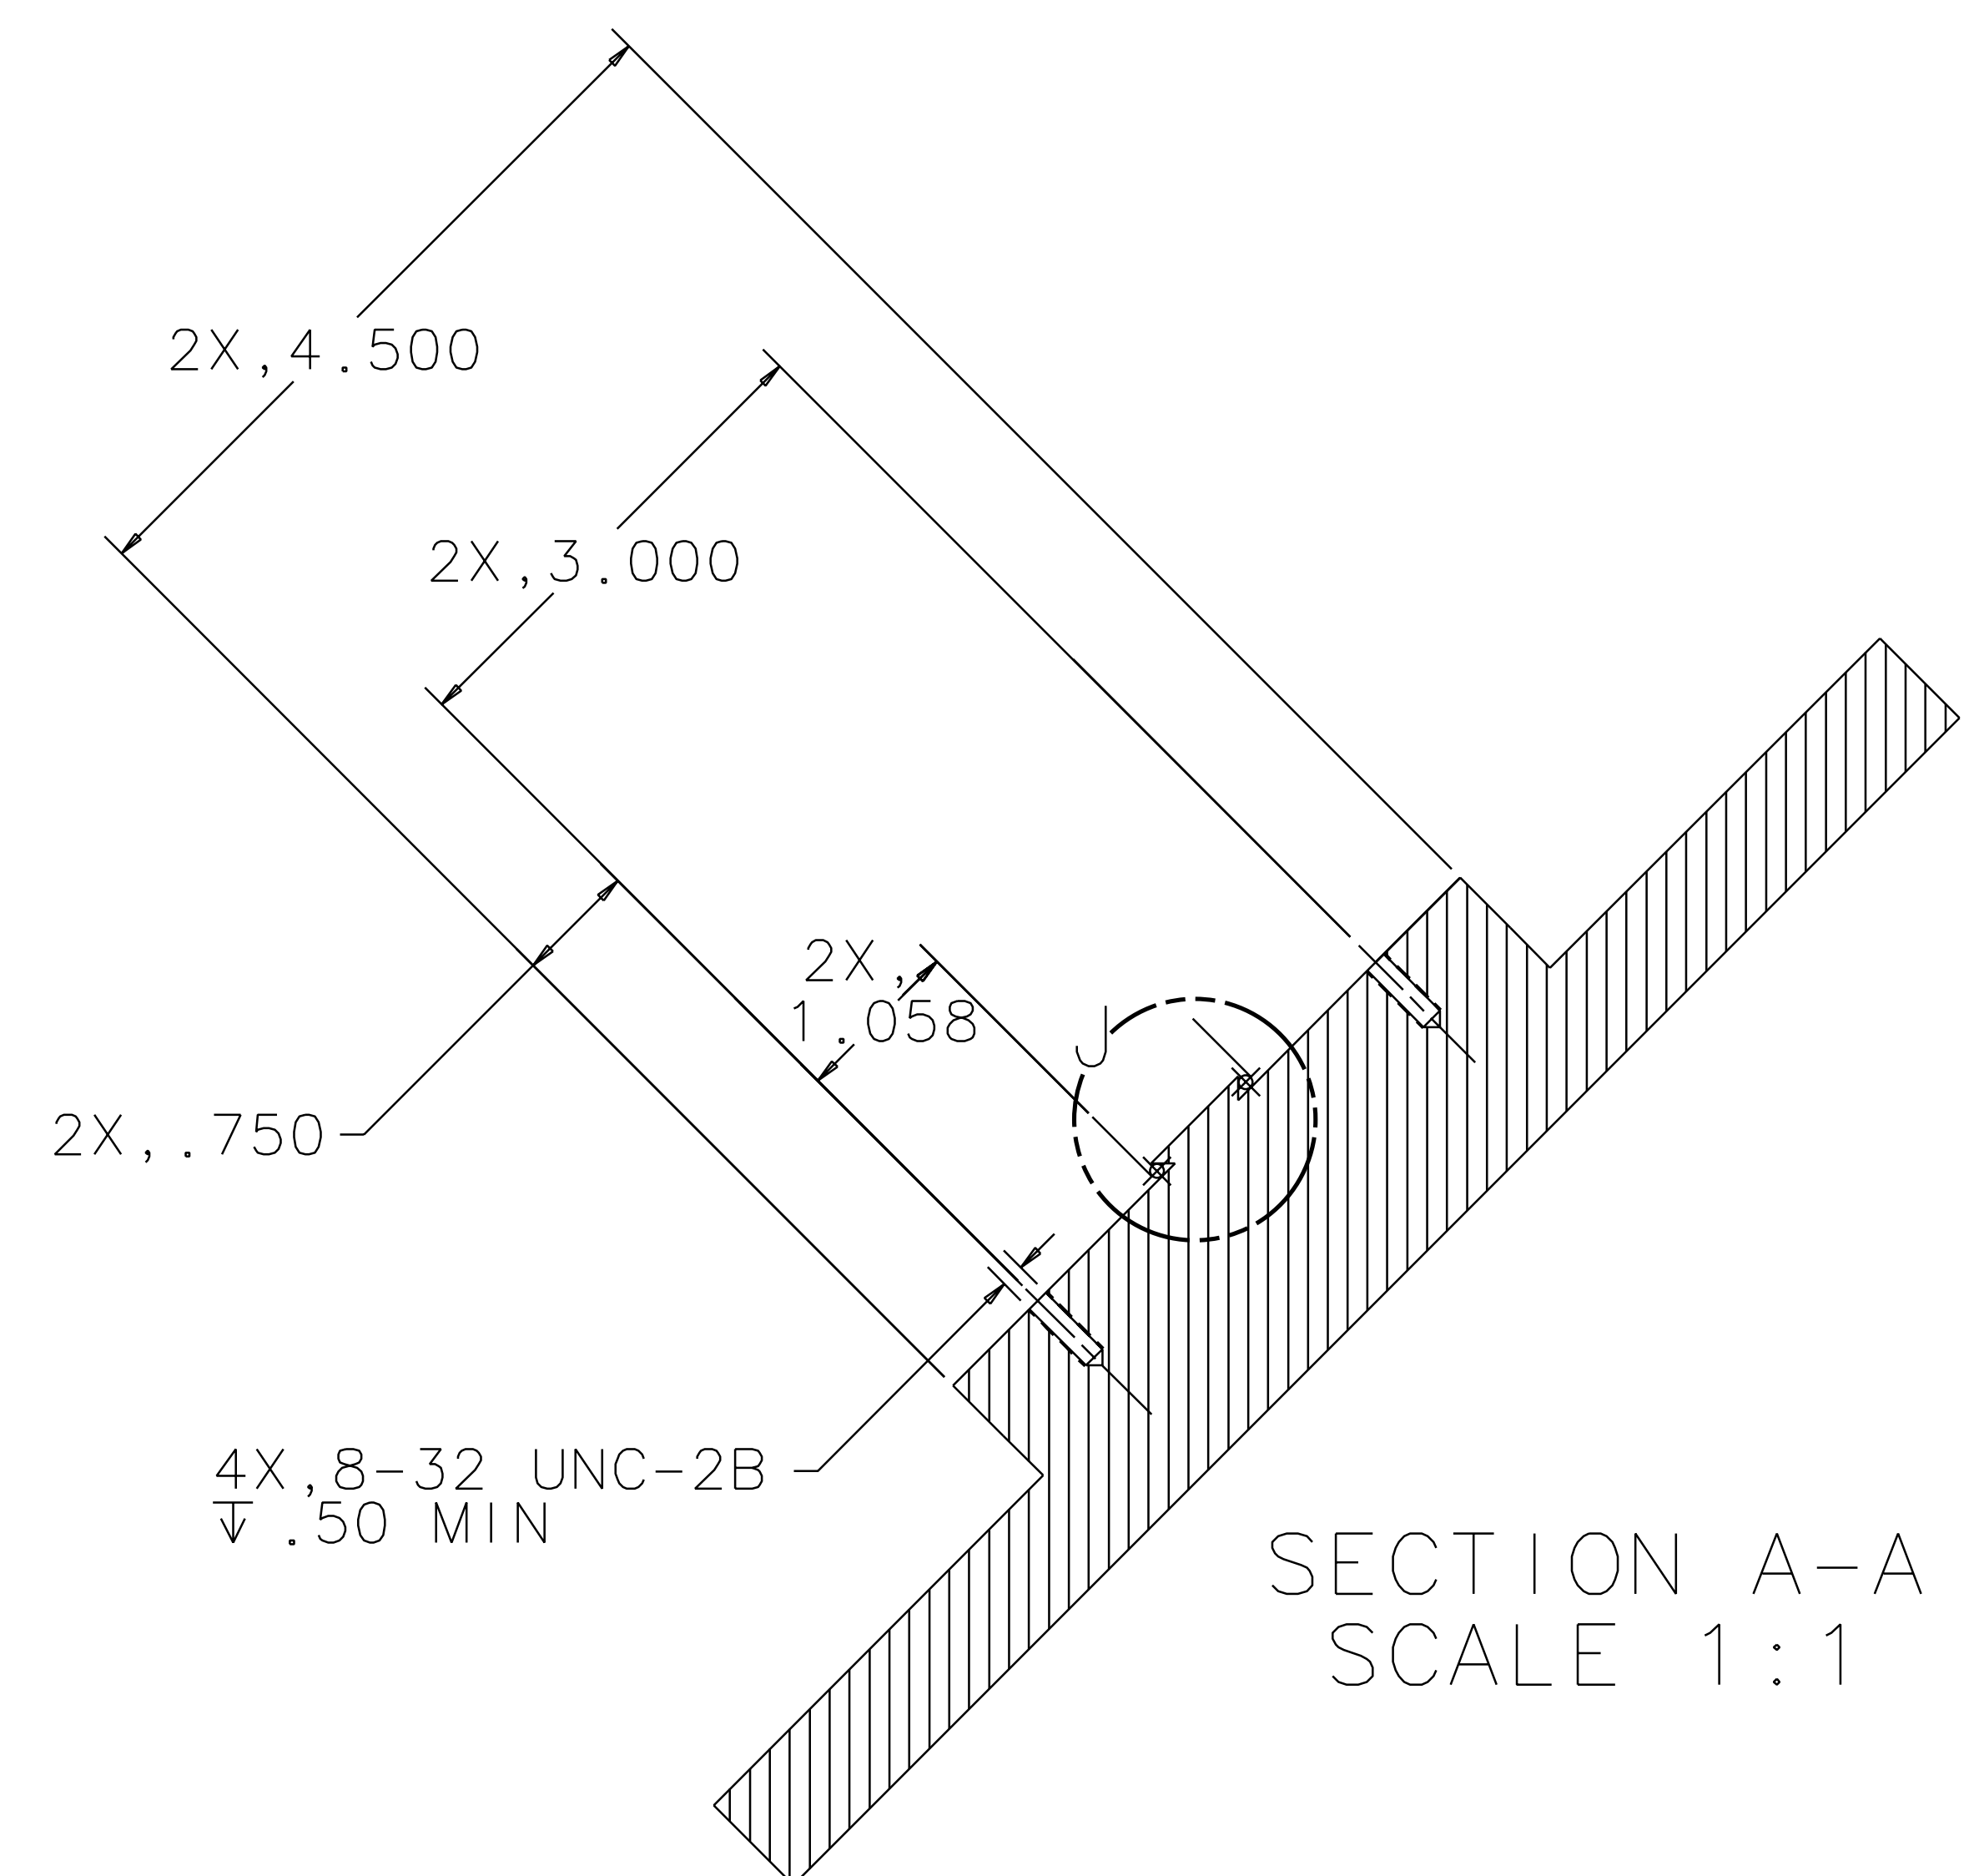 2X,4.500
2X,3.000
2X,
1.058
J
2X,.750
4X,8-32 UNC-2B
↧ .50 MIN
SECTION A-A
SCALE 1:1